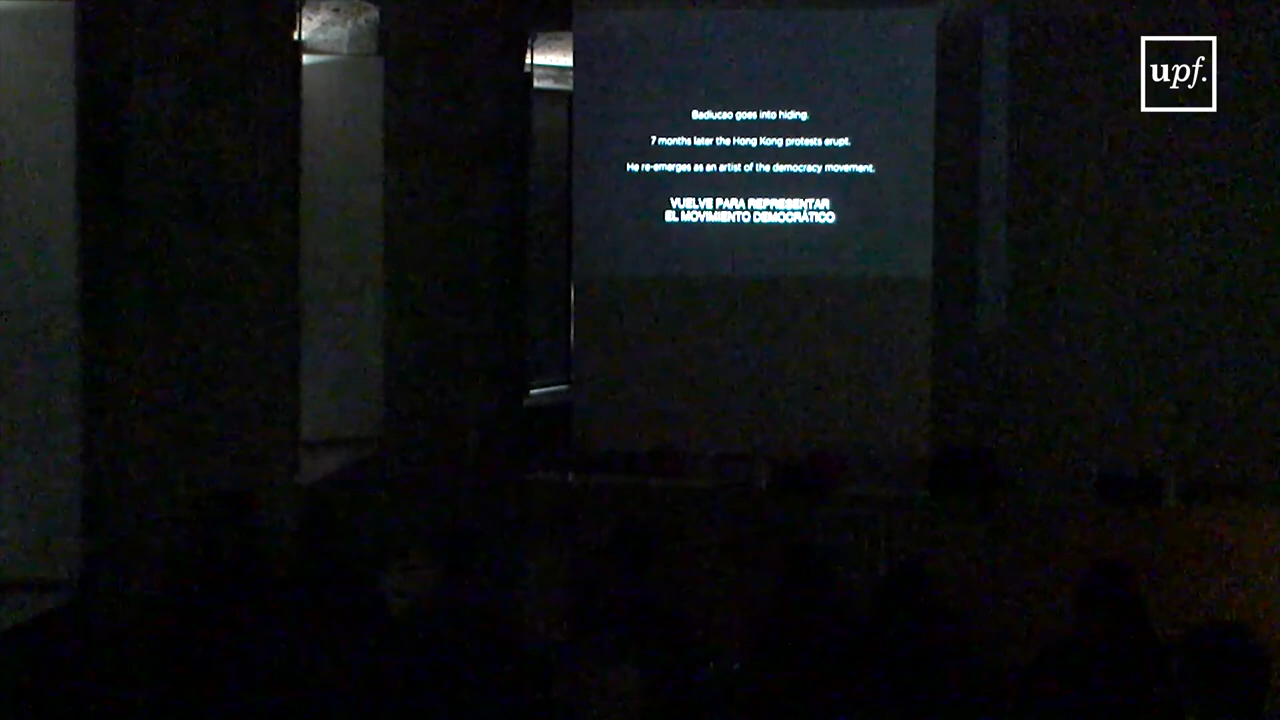 upf.
Badiucao goes into hiding.
7 months later the Hong Kong protests erupt.
He re-emerges as an artist of the democracy movement.
VUELVE PARA REPRESENTAR
EL MOVIMIENTO DEMOCRÁTICO